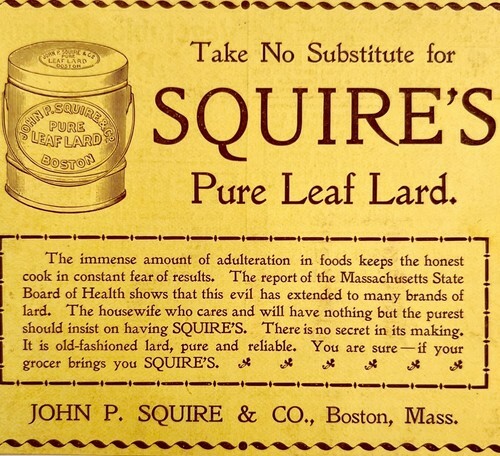 JOHN P. SQUIRE & CO.
PURE
LEAF LARD
BOSTON
JOHN P. SQUIRE & CO.
PURE
LEAF LARD
BOSTON
Take No Substitute for
SQUIRE'S
Pure Leaf Lard.
The immense amount of adulteration in foods keeps the honest
cook in constant fear of results. The report of the Massachusetts State
Board of Health shows that this evil has extended to many brands of
lard. The housewife who cares and will have nothing but the purest
should insist on having SQUIRE'S. There is no secret in its making.
It is old-fashioned lard, pure and reliable. You are sure—if your
grocer brings you SQUIRE'S.
JOHN P. SQUIRE & CO., Boston, Mass.